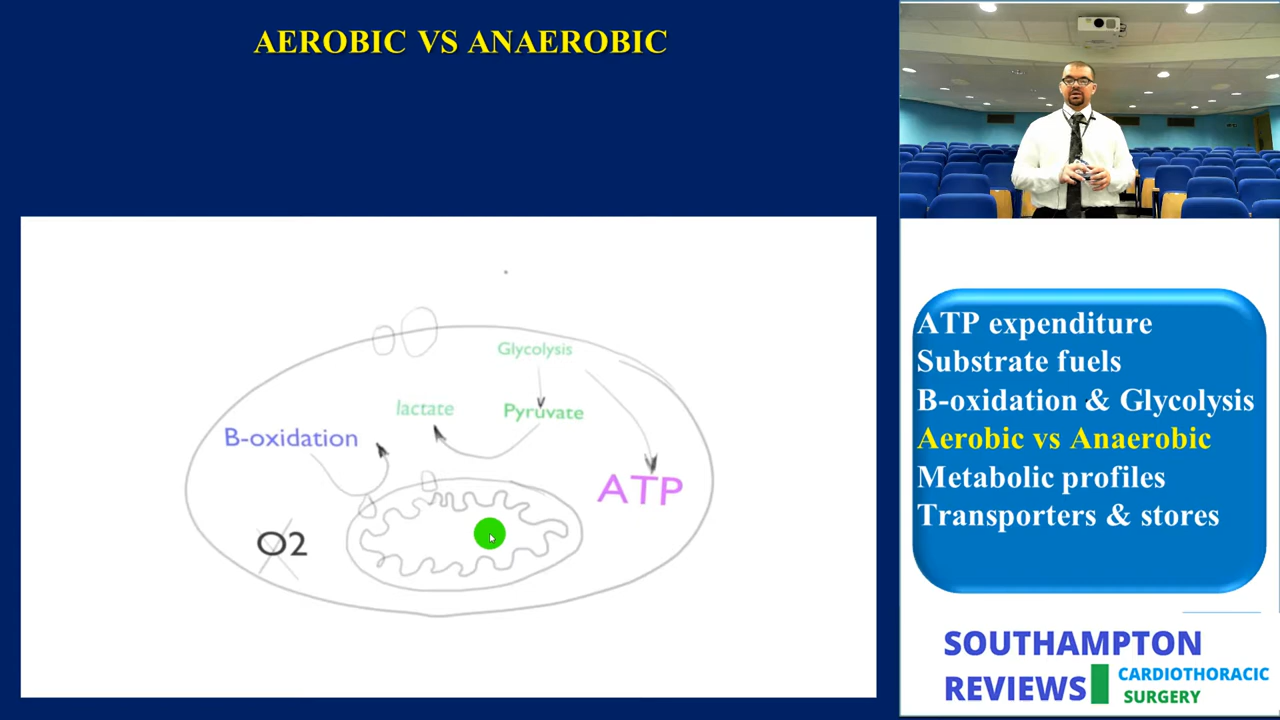 AEROBIC VS ANAEROBIC
Glycolysis
lactate
Pyruvate
B-oxidation
ATP
O2
ATP expenditure
Substrate fuels
B-oxidation & Glycolysis
Aerobic vs Anaerobic
Metabolic profiles
Transporters & stores
SOUTHAMPTON
REVIEWS
CARDIOTHORACIC
SURGERY